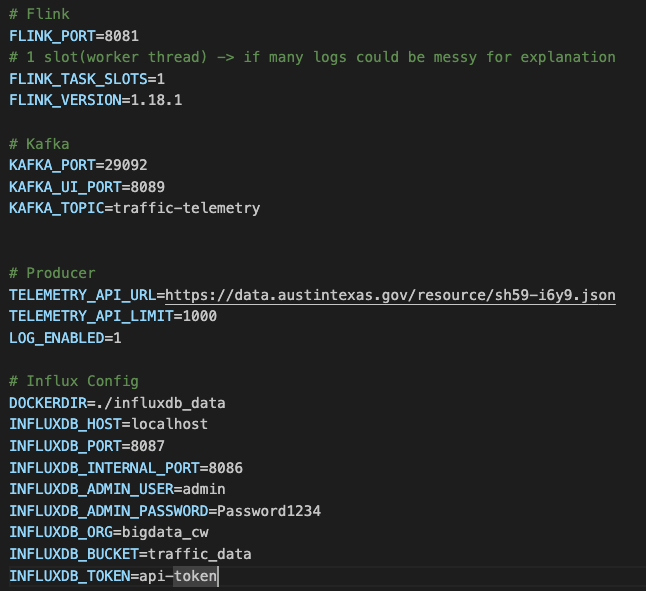 # Flink
FLINK_PORT=8081
# 1 slot(worker thread) -> if many logs could be messy for explanation
FLINK_TASK_SLOTS=1
FLINK_VERSION=1.18.1
# Kafka
KAFKA_PORT=29092
KAFKA_UI_PORT=8089
KAFKA_TOPIC=traffic-telemetry
# Producer
TELEMETRY_API_URL=https://data.austintexas.gov/resource/sh59-i6y9.json
TELEMETRY_API_LIMIT=1000
LOG_ENABLED=1
# Influx Config
DOCKERDIR=./influxdb_data
INFLUXDB_HOST=localhost
INFLUXDB_PORT=8087
INFLUXDB_INTERNAL_PORT=8086
INFLUXDB_ADMIN_USER=admin
INFLUXDB_ADMIN_PASSWORD=Password1234
INFLUXDB_ORG=bigdata_cw
INFLUXDB_BUCKET=traffic_data
INFLUXDB_TOKEN=api-token